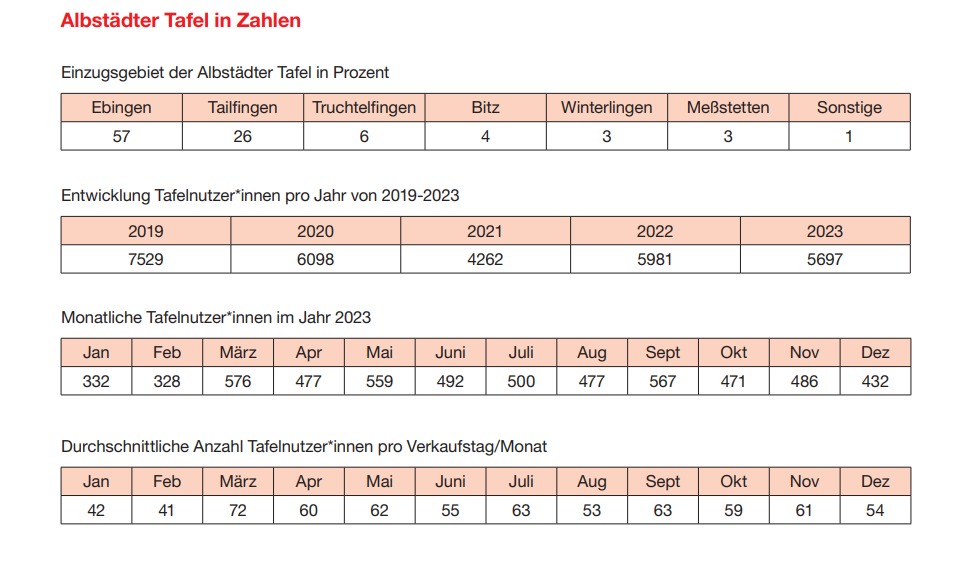 Albstädter Tafel in Zahlen
Einzugsgebiet der Albstädter Tafel in Prozent
Ebingen Tailfingen Truchtelfingen Bitz Winterlingen Meßstetten Sonstige
57 26 6 4 3 3 1
Entwicklung Tafelnutzer*innen pro Jahr von 2019-2023
2019 2020 2021 2022 2023
7529 6098 4262 5981 5697
Monatliche Tafelnutzer*innen im Jahr 2023
Jan Feb März Apr Mai Juni Juli Aug Sept Okt Nov Dez
332 328 576 477 559 492 500 477 567 471 486 432
Durchschnittliche Anzahl Tafelnutzer*innen pro Verkaufstag/Monat
Jan Feb März Apr Mai Juni Juli Aug Sept Okt Nov Dez
42 41 72 60 62 55 63 53 63 59 61 54